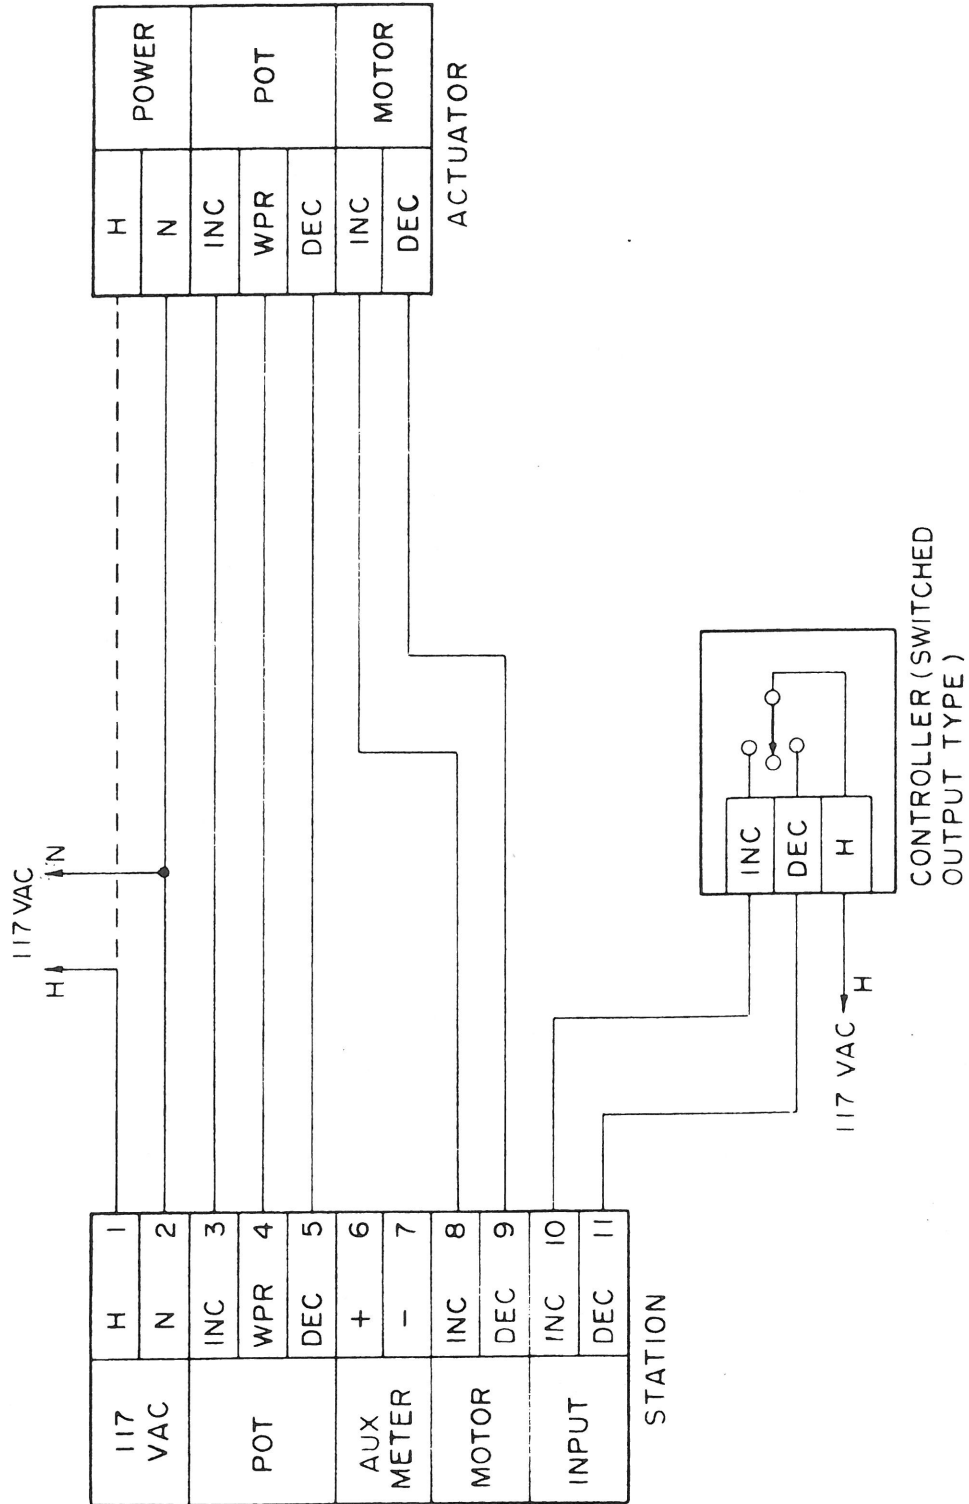 117 VAC
H
N
117
VAC
H 1
N 2
POT
INC 3
WPR 4
DEC 5
AUX
METER
+ 6
- 7
MOTOR
INC 8
DEC 9
INPUT
INC 10
DEC 11
STATION
H
N
POWER
INC
WPR
DEC
POT
INC
DEC
MOTOR
ACTUATOR
INC
DEC
H
117 VAC
H
CONTROLLER (SWITCHED
OUTPUT TYPE)